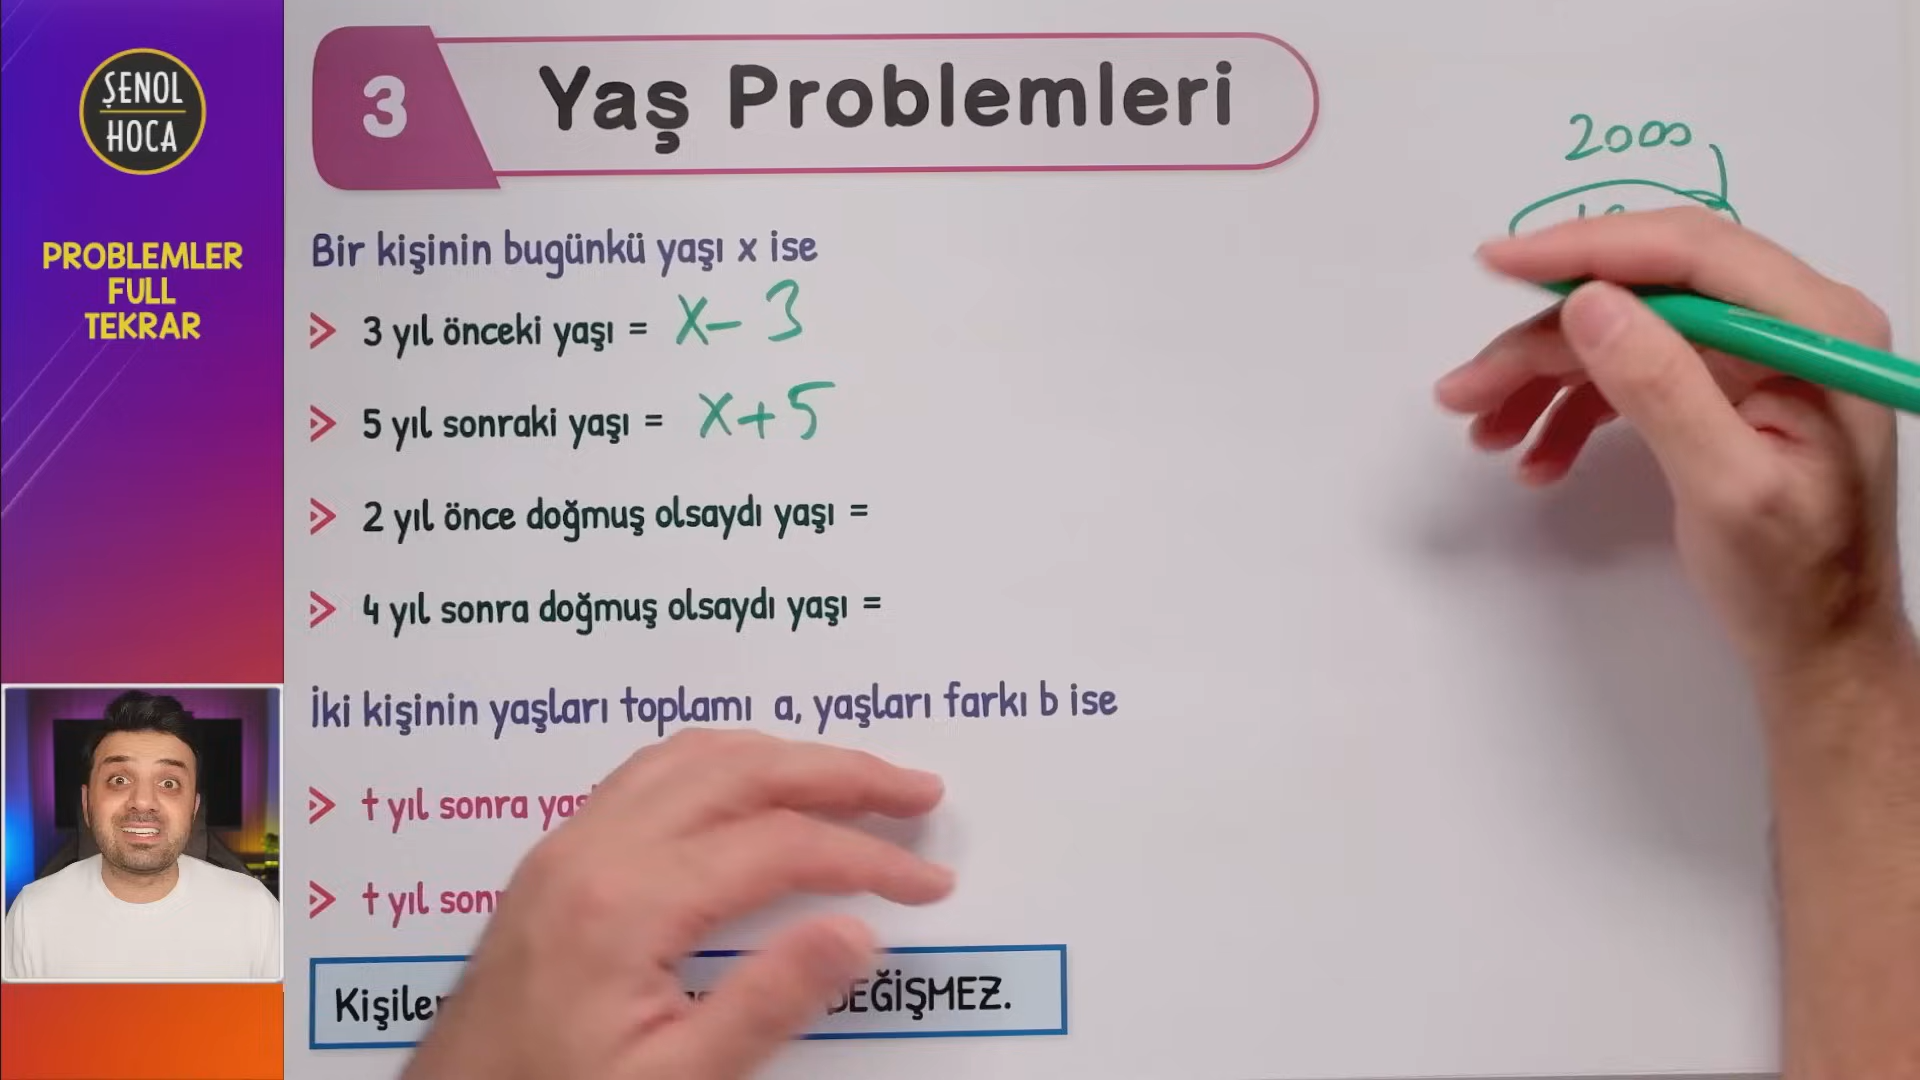 ŞENOL
HOCA
PROBLEMLER
FULL
TEKRAR
3 Yaş Problemleri
2000
Bir kişinin bugünkü yaşı x ise
3 yıl önceki yaşı = x-3
5 yıl sonraki yaşı = x+5
2 yıl önce doğmuş olsaydı yaşı =
4 yıl sonra doğmuş olsaydı yaşı =
İki kişinin yaşları toplamı a, yaşları farkı b ise
t yıl sonra
t yıl
DEĞİŞMEZ.